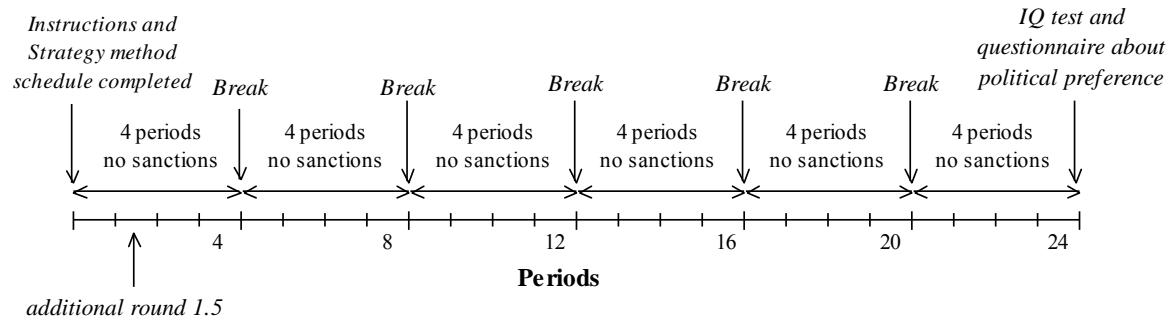 Instructions and
Strategy method
schedule completed
Break
Break
Break
Break
Break
IQ test and
questionnaire about
political preference
4 periods
no sanctions
4 periods
no sanctions
4 periods
no sanctions
4 periods
no sanctions
4 periods
no sanctions
4 periods
no sanctions
4
8
12
16
20
24
Periods
additional round 1.5